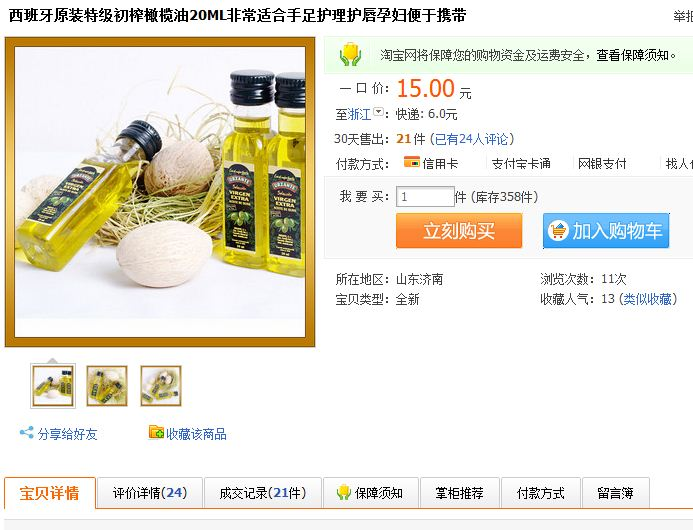 西班牙原装特级初榨橄榄油20ML非常适合手足护理护唇孕妇便于携带
举报
淘宝网将保障您的购物资金及运费安全，查看保障须知。
一 口 价：15.00 元
至浙江：快递: 6.0元
30天售出：21件 (已有24人评论)
付款方式： 信用卡 支付宝卡通 网银支付 找人
我 要 买：1件 (库存358件)
立刻购买 加入购物车
所在地区：山东济南 浏览次数：11次
宝贝类型：全新 收藏人气：13 (类似收藏)
VIRGEN
EXTRA
VIRGEN
EXTRA
VIRGEN
EXTRA
分享给好友 收藏该商品
宝贝详情 评价详情(24) 成交记录(21件) 保障须知 掌柜推荐 付款方式 留言簿